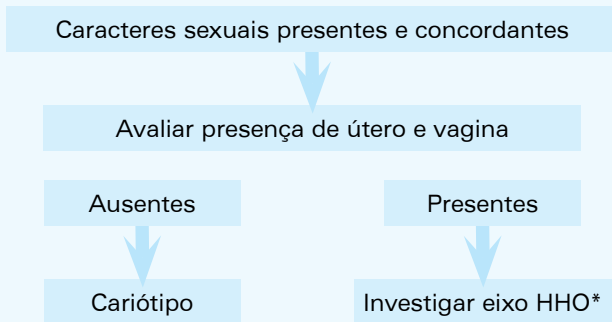 Caracteres sexuais presentes e concordantes
Avaliar presença de útero e vagina
Ausentes
Presentes
Cariótipo
Investigar eixo HHO*